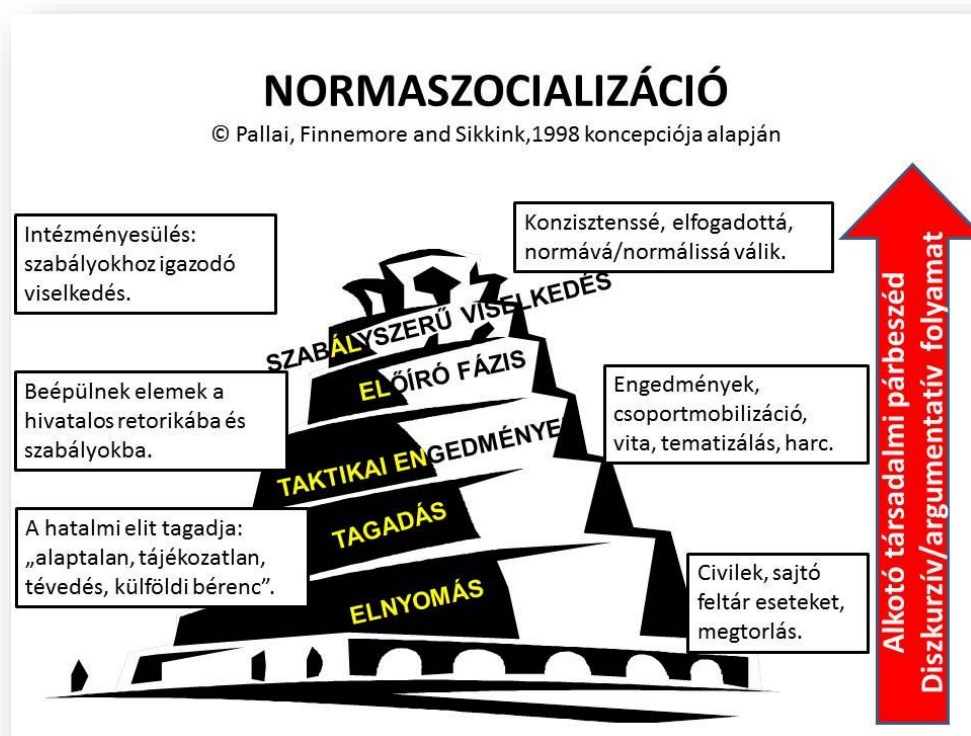 NORMASZOCIALIZÁCIÓ
© Pallai, Finnemore and Sikkink,1998 koncepciója alapján
Intézményesülés:
szabályokhoz igazodó
viselkedés.
Konzisztenssé, elfogadottá,
normává/normálissá válik.
SZABÁLYSZERŰ VISELKEDÉS
ELŐÍRÓ FÁZIS
Beépülnek elemek a
hivatalos retorikába és
szabályokba.
Engedmények,
csoportmobilizáció,
vita, tematizálás, harc.
TAKTIKAI ENGEDMÉNYE
TAGADÁS
A hatalmi elit tagadja:
„alaptalan, tájékozatlan,
tévedés, külföldi bérenc”.
ELNYOMÁS
Civilek, sajtó
feltár eseteket,
megtorlás.
Alkotó társadalmi párbeszéd
Diszkurzív/argumentatív folyamat